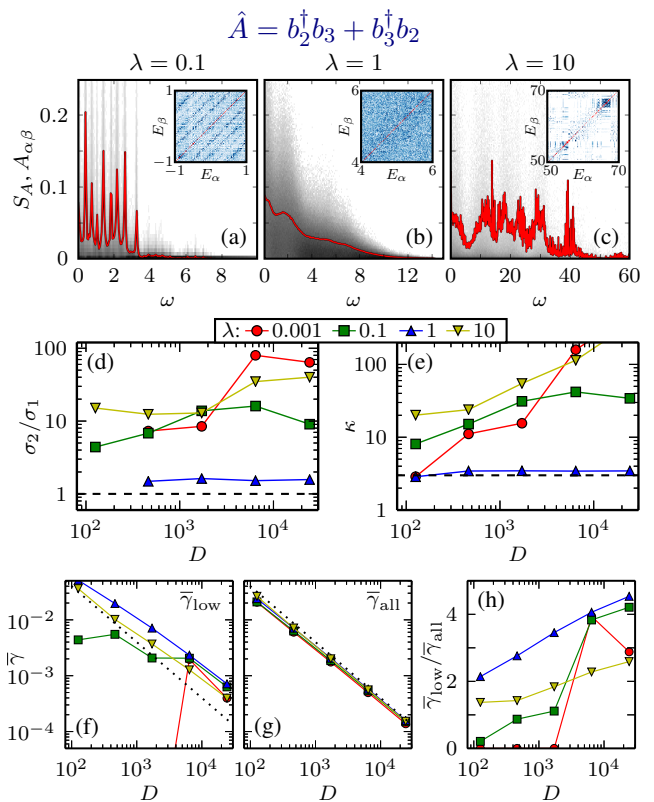 Â = b₂†b₃ + b₃†b₂
λ = 0.1 λ = 1 λ = 10
S_A, A_αβ
0.2
0.1
0
1
E_β
−1
−1 E_α 1
(a)
0 2 4 6 8
ω
6
E_β
4
4 E_α 6
(b)
0 4 8 12
ω
70
E_β
50
50 E_α 70
(c)
0 20 40 60
ω
λ: 0.001 0.1 1 10
(d)
σ₂/σ₁
100
10
1
10² 10³ 10⁴
D
(e)
κ
100
10
1
10² 10³ 10⁴
D
(f)
γ̄_low
γ̄
10⁻²
10⁻³
10⁻⁴
10² 10³ 10⁴
D
(g)
γ̄_all
10² 10³ 10⁴
D
(h)
γ̄_low/γ̄_all
4
2
0
10² 10³ 10⁴
D